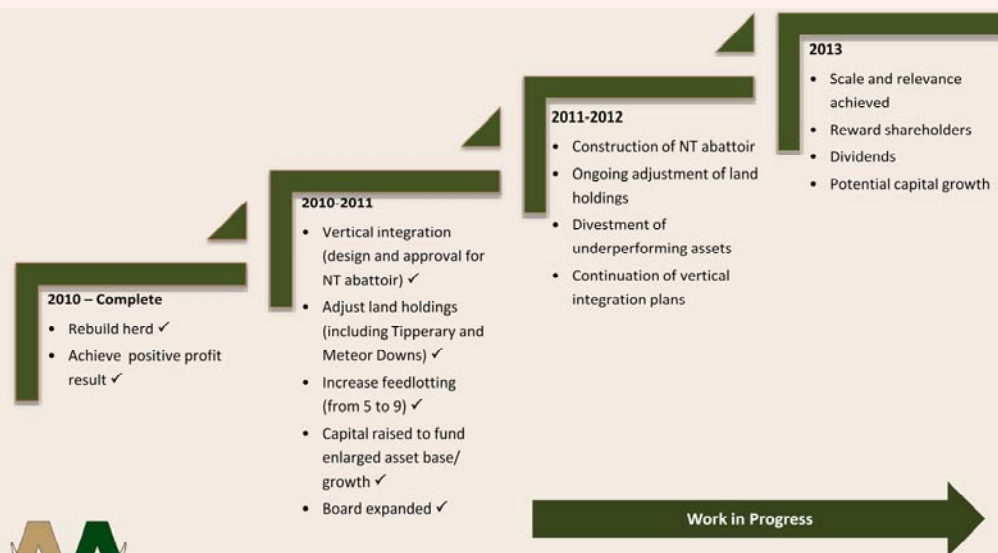 2010 – Complete
• Rebuild herd ✓
• Achieve positive profit
result ✓
2010-2011
• Vertical integration
(design and approval for
NT abattoir) ✓
• Adjust land holdings
(including Tipperary and
Meteor Downs) ✓
• Increase feedlotting
(from 5 to 9) ✓
• Capital raised to fund
enlarged asset base/
growth ✓
• Board expanded ✓
2011-2012
• Construction of NT abattoir
• Ongoing adjustment of land
holdings
• Divestment of
underperforming assets
• Continuation of vertical
integration plans
2013
• Scale and relevance
achieved
• Reward shareholders
• Dividends
• Potential capital growth
Work in Progress
AA